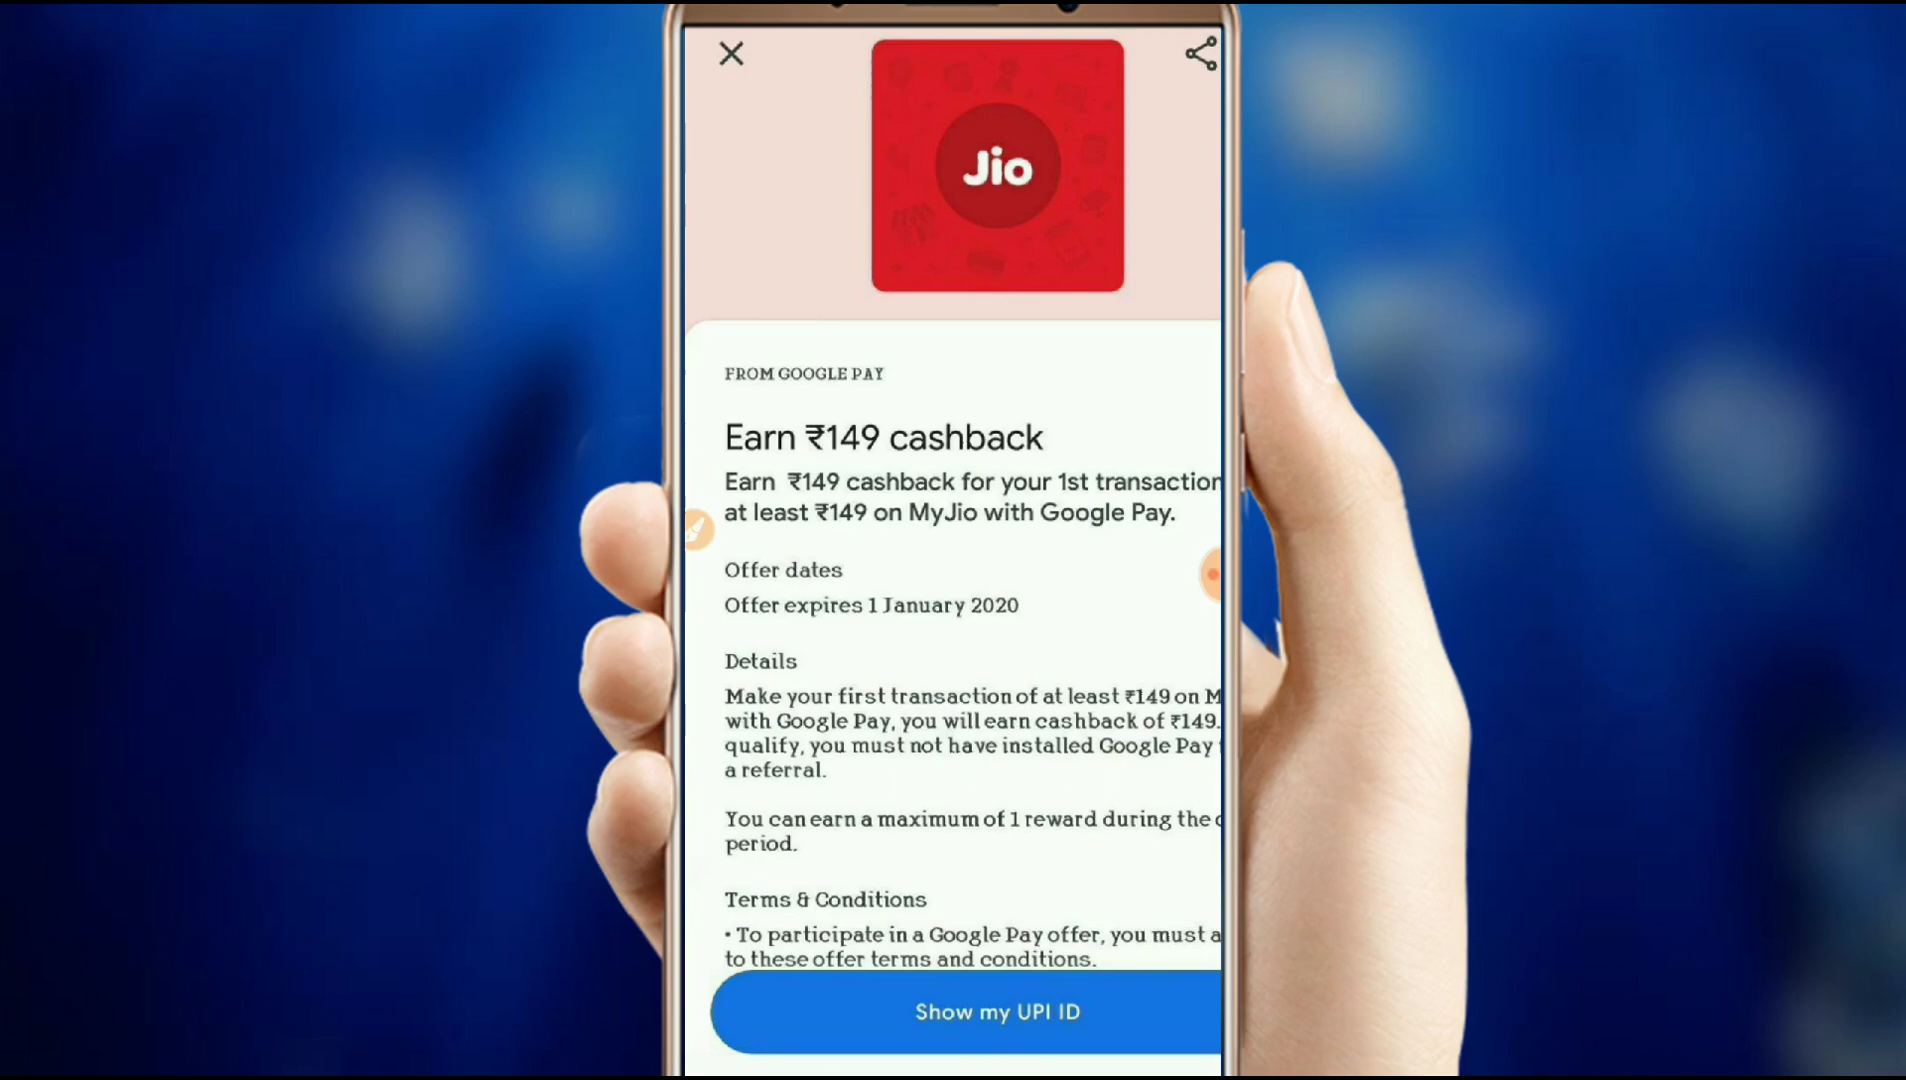 Jio
FROM GOOGLE PAY
Earn ₹149 cashback
Earn ₹149 cashback for your 1st transaction
at least ₹149 on MyJio with Google Pay.
Offer dates
Offer expires 1 January 2020
Details
Make your first transaction of at least ₹149 on M
with Google Pay, you will earn cashback of ₹149.
qualify, you must not have installed Google Pay
a referral.
You can earn a maximum of 1 reward during the
period.
Terms & Conditions
• To participate in a Google Pay offer, you must a
to these offer terms and conditions.
Show my UPI ID